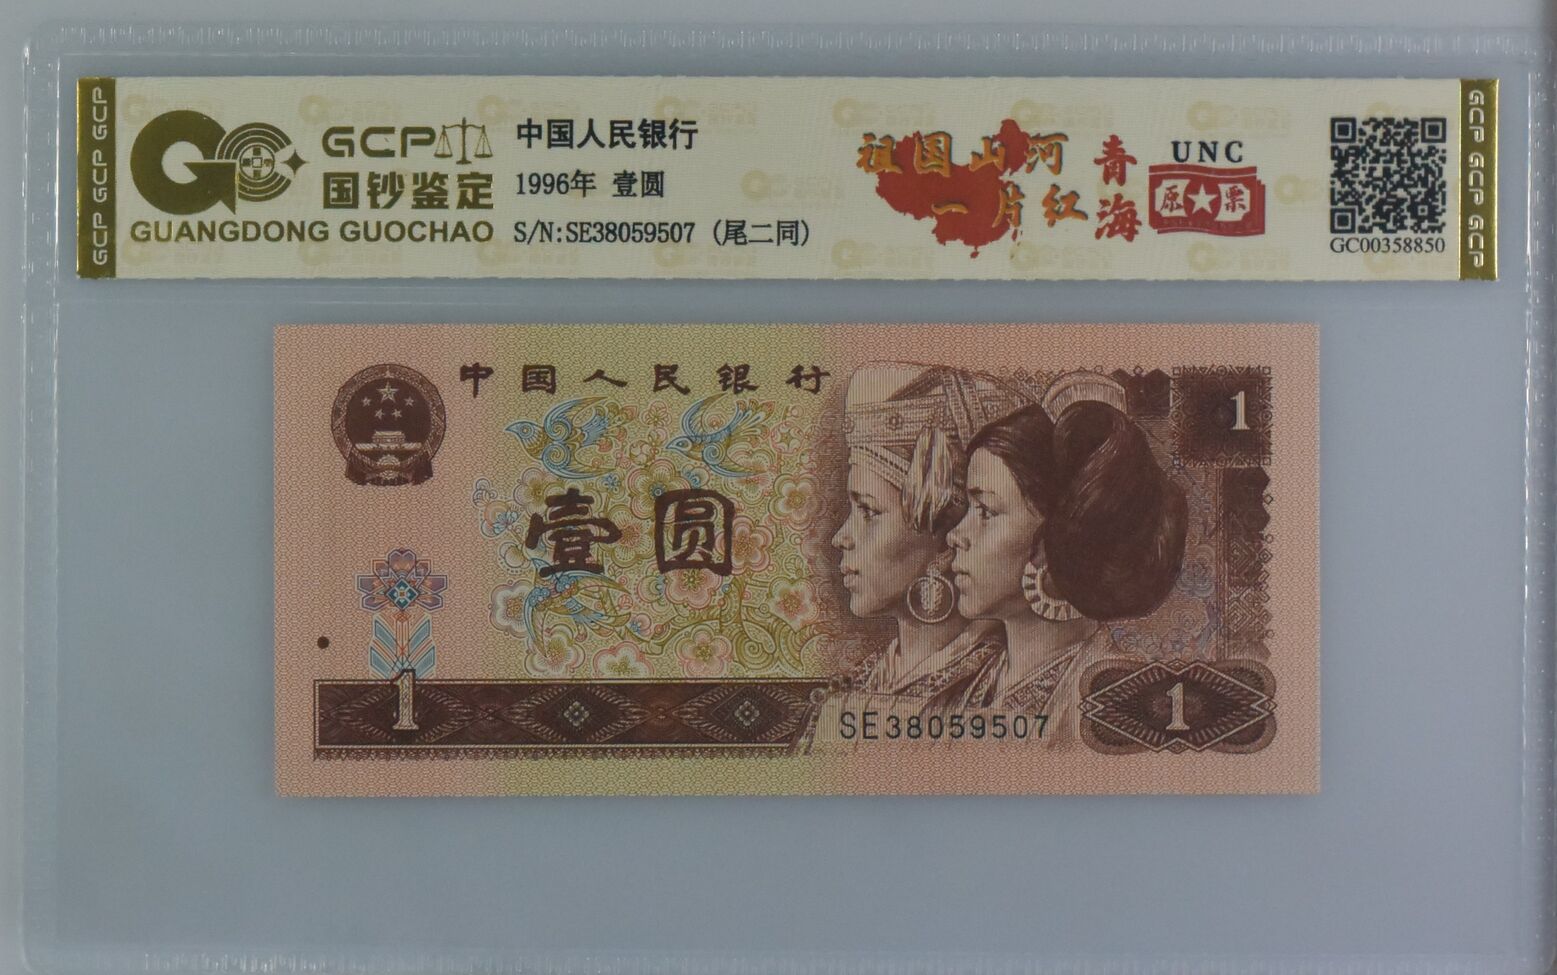 GCP GCP GCP
GCP
国钞鉴定
GUANGDONG GUOCHAO
中国人民银行
1996年 壹圆
S/N:SE38059507 (尾二同)
祖国山河
一片红
青海
UNC
原★票
GC00358850
GCP GCP GCP
中国人民银行
1
壹圆
1
SE38059507
1